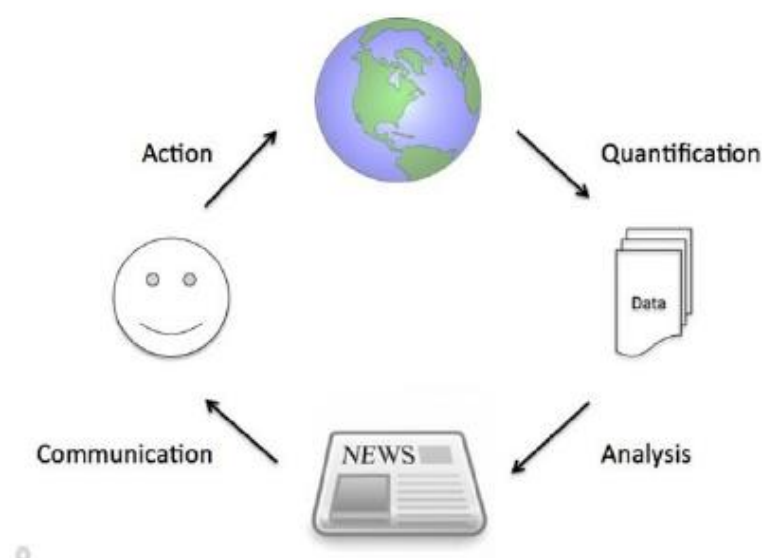 Action
Quantification
Data
Communication
NEWS
Analysis